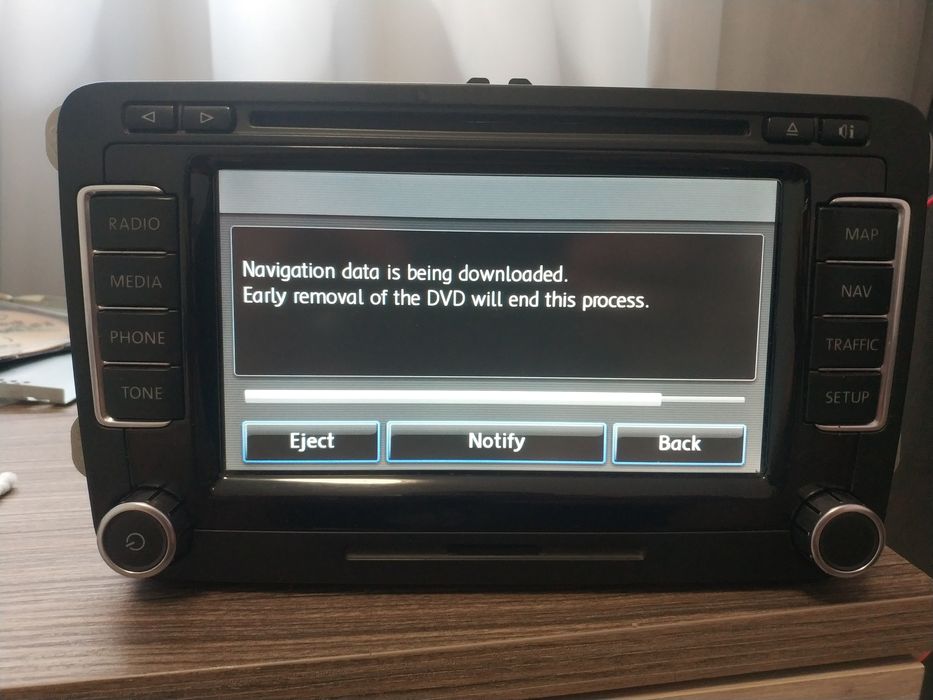 RADIO
MEDIA
PHONE
TONE
Navigation data is being downloaded.
Early removal of the DVD will end this process.
Eject
Notify
Back
MAP
NAV
TRAFFIC
SETUP